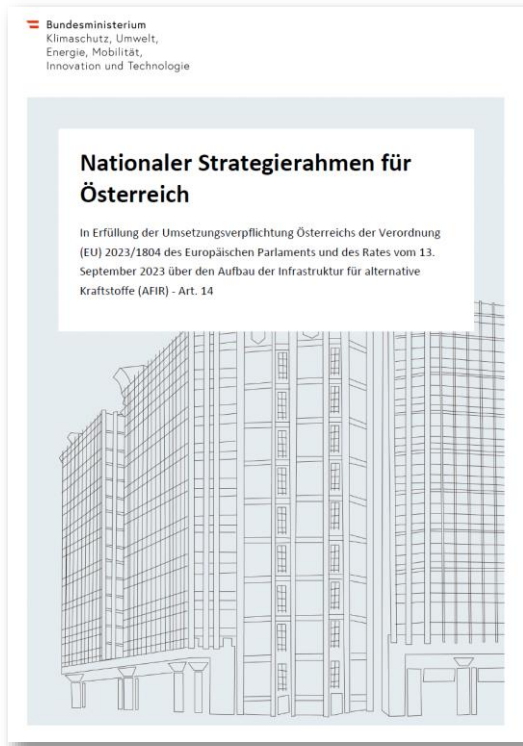 Bundesministerium
Klimaschutz, Umwelt,
Energie, Mobilität,
Innovation und Technologie
Nationaler Strategierahmen für
Österreich
In Erfüllung der Umsetzungsverpflichtung Österreichs der Verordnung
(EU) 2023/1804 des Europäischen Parlaments und des Rates vom 13.
September 2023 über den Aufbau der Infrastruktur für alternative
Kraftstoffe (AFIR) - Art. 14